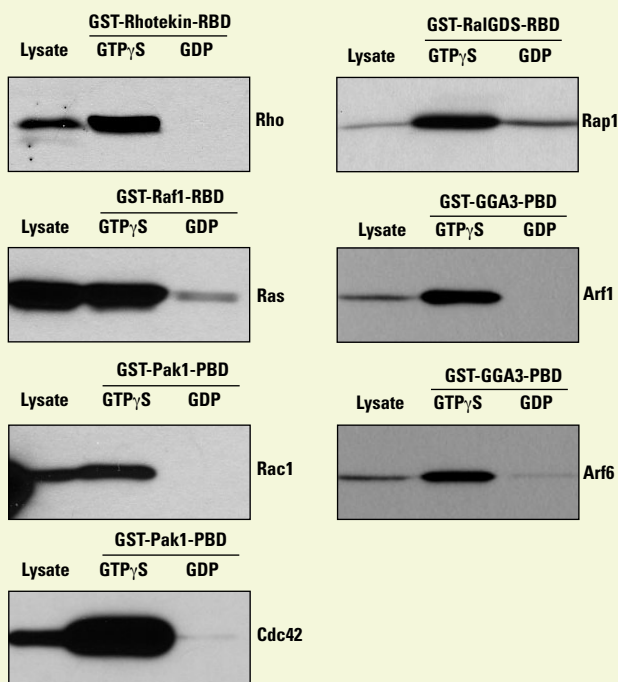 GST-Rhotekin-RBD
Lysate GTPγS GDP
Rho
GST-Raf1-RBD
Lysate GTPγS GDP
Ras
GST-Pak1-PBD
Lysate GTPγS GDP
Rac1
GST-Pak1-PBD
Lysate GTPγS GDP
Cdc42
GST-RalGDS-RBD
Lysate GTPγS GDP
Rap1
GST-GGA3-PBD
Lysate GTPγS GDP
Arf1
GST-GGA3-PBD
Lysate GTPγS GDP
Arf6